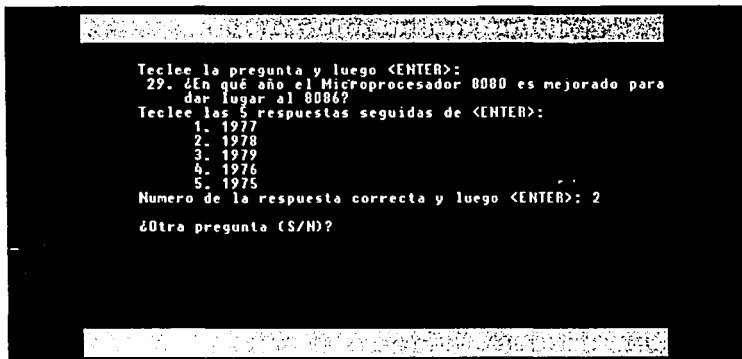 Teclee la pregunta y luego <ENTER>:
29. ¿En qué año el Microprocesador 8080 es mejorado para
dar lugar al 8086?
Teclee las 5 respuestas seguidas de <ENTER>:
1. 1977
2. 1978
3. 1979
4. 1976
5. 1975
Numero de la respuesta correcta y luego <ENTER>: 2
¿Otra pregunta (S/N)?